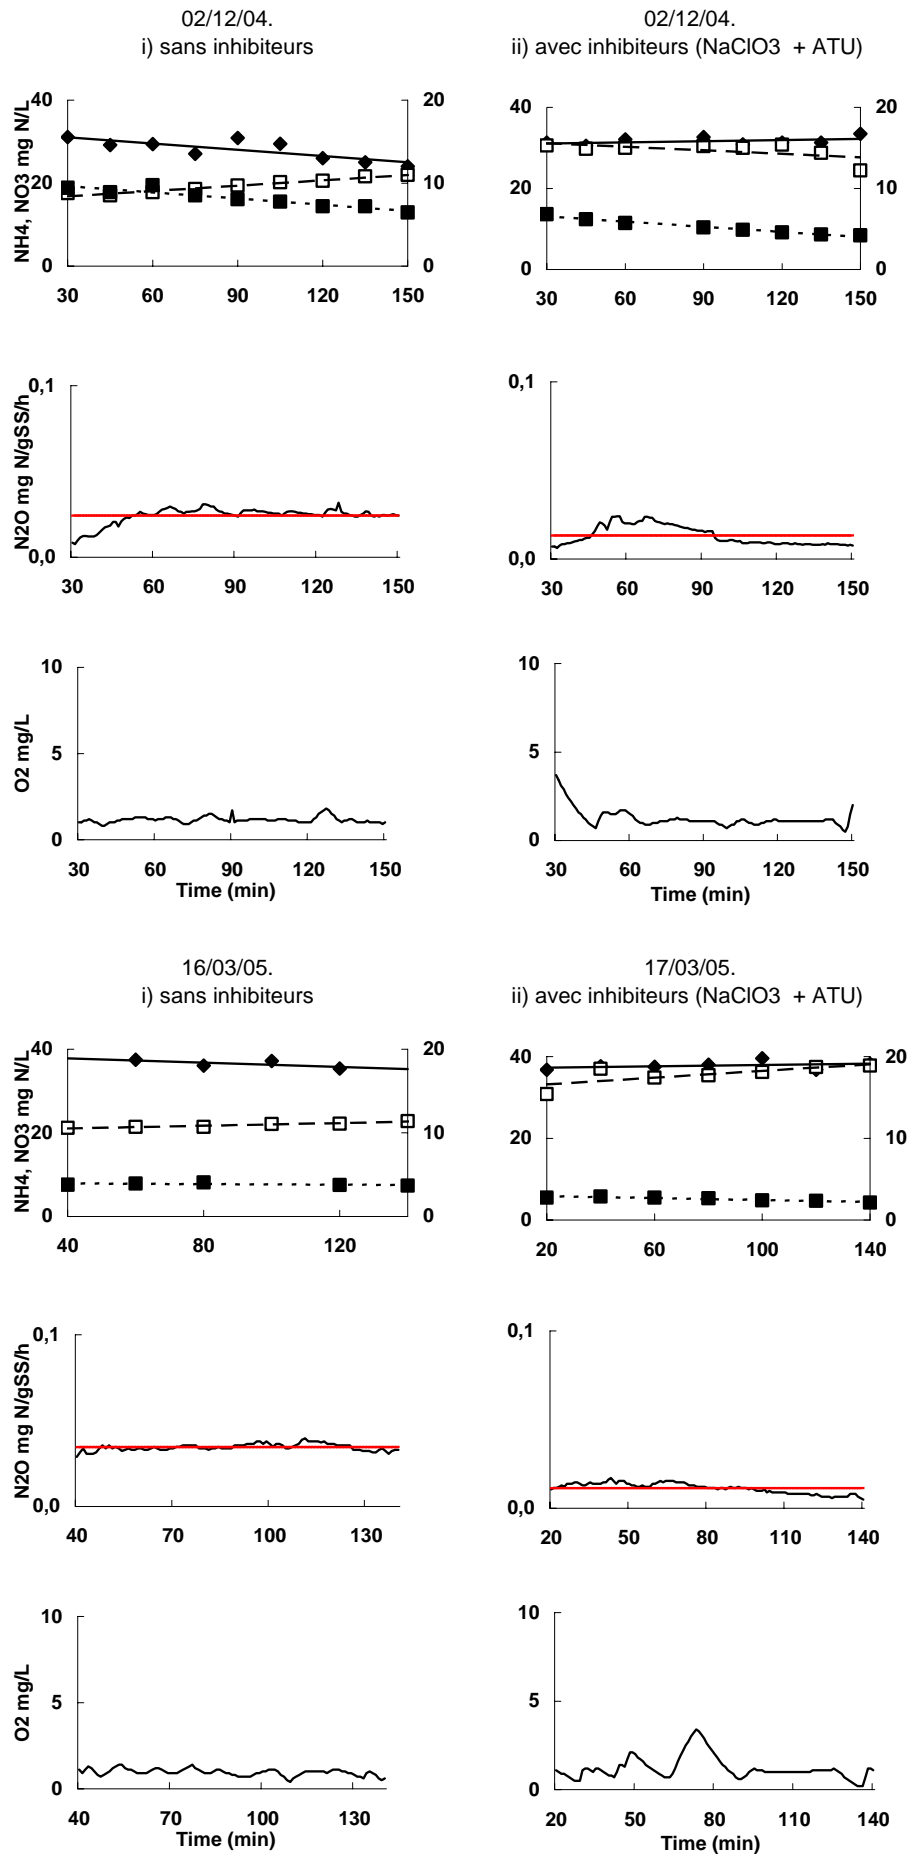 02/12/04.
i) sans inhibiteurs
02/12/04.
ii) avec inhibiteurs (NaClO3 + ATU)
NH4, NO3 mg N/L
40
20
0
20
10
0
30 60 90 120 150
40
20
0
20
10
0
30 60 90 120 150
N2O mg N/gSS/h
0,1
0,0
30 60 90 120 150
0,1
0,0
30 60 90 120 150
O2 mg/L
10
5
0
30 60 90 120 150
Time (min)
10
5
0
30 60 90 120 150
16/03/05.
i) sans inhibiteurs
17/03/05.
ii) avec inhibiteurs (NaClO3 + ATU)
NH4, NO3 mg N/L
40
20
0
20
10
0
40 80 120
40
20
0
20
10
0
20 60 100 140
N2O mg N/gSS/h
0,1
0,0
40 70 100 130
0,1
0,0
20 50 80 110 140
O2 mg/L
10
5
0
40 70 100 130
Time (min)
10
5
0
20 50 80 110 140
Time (min)